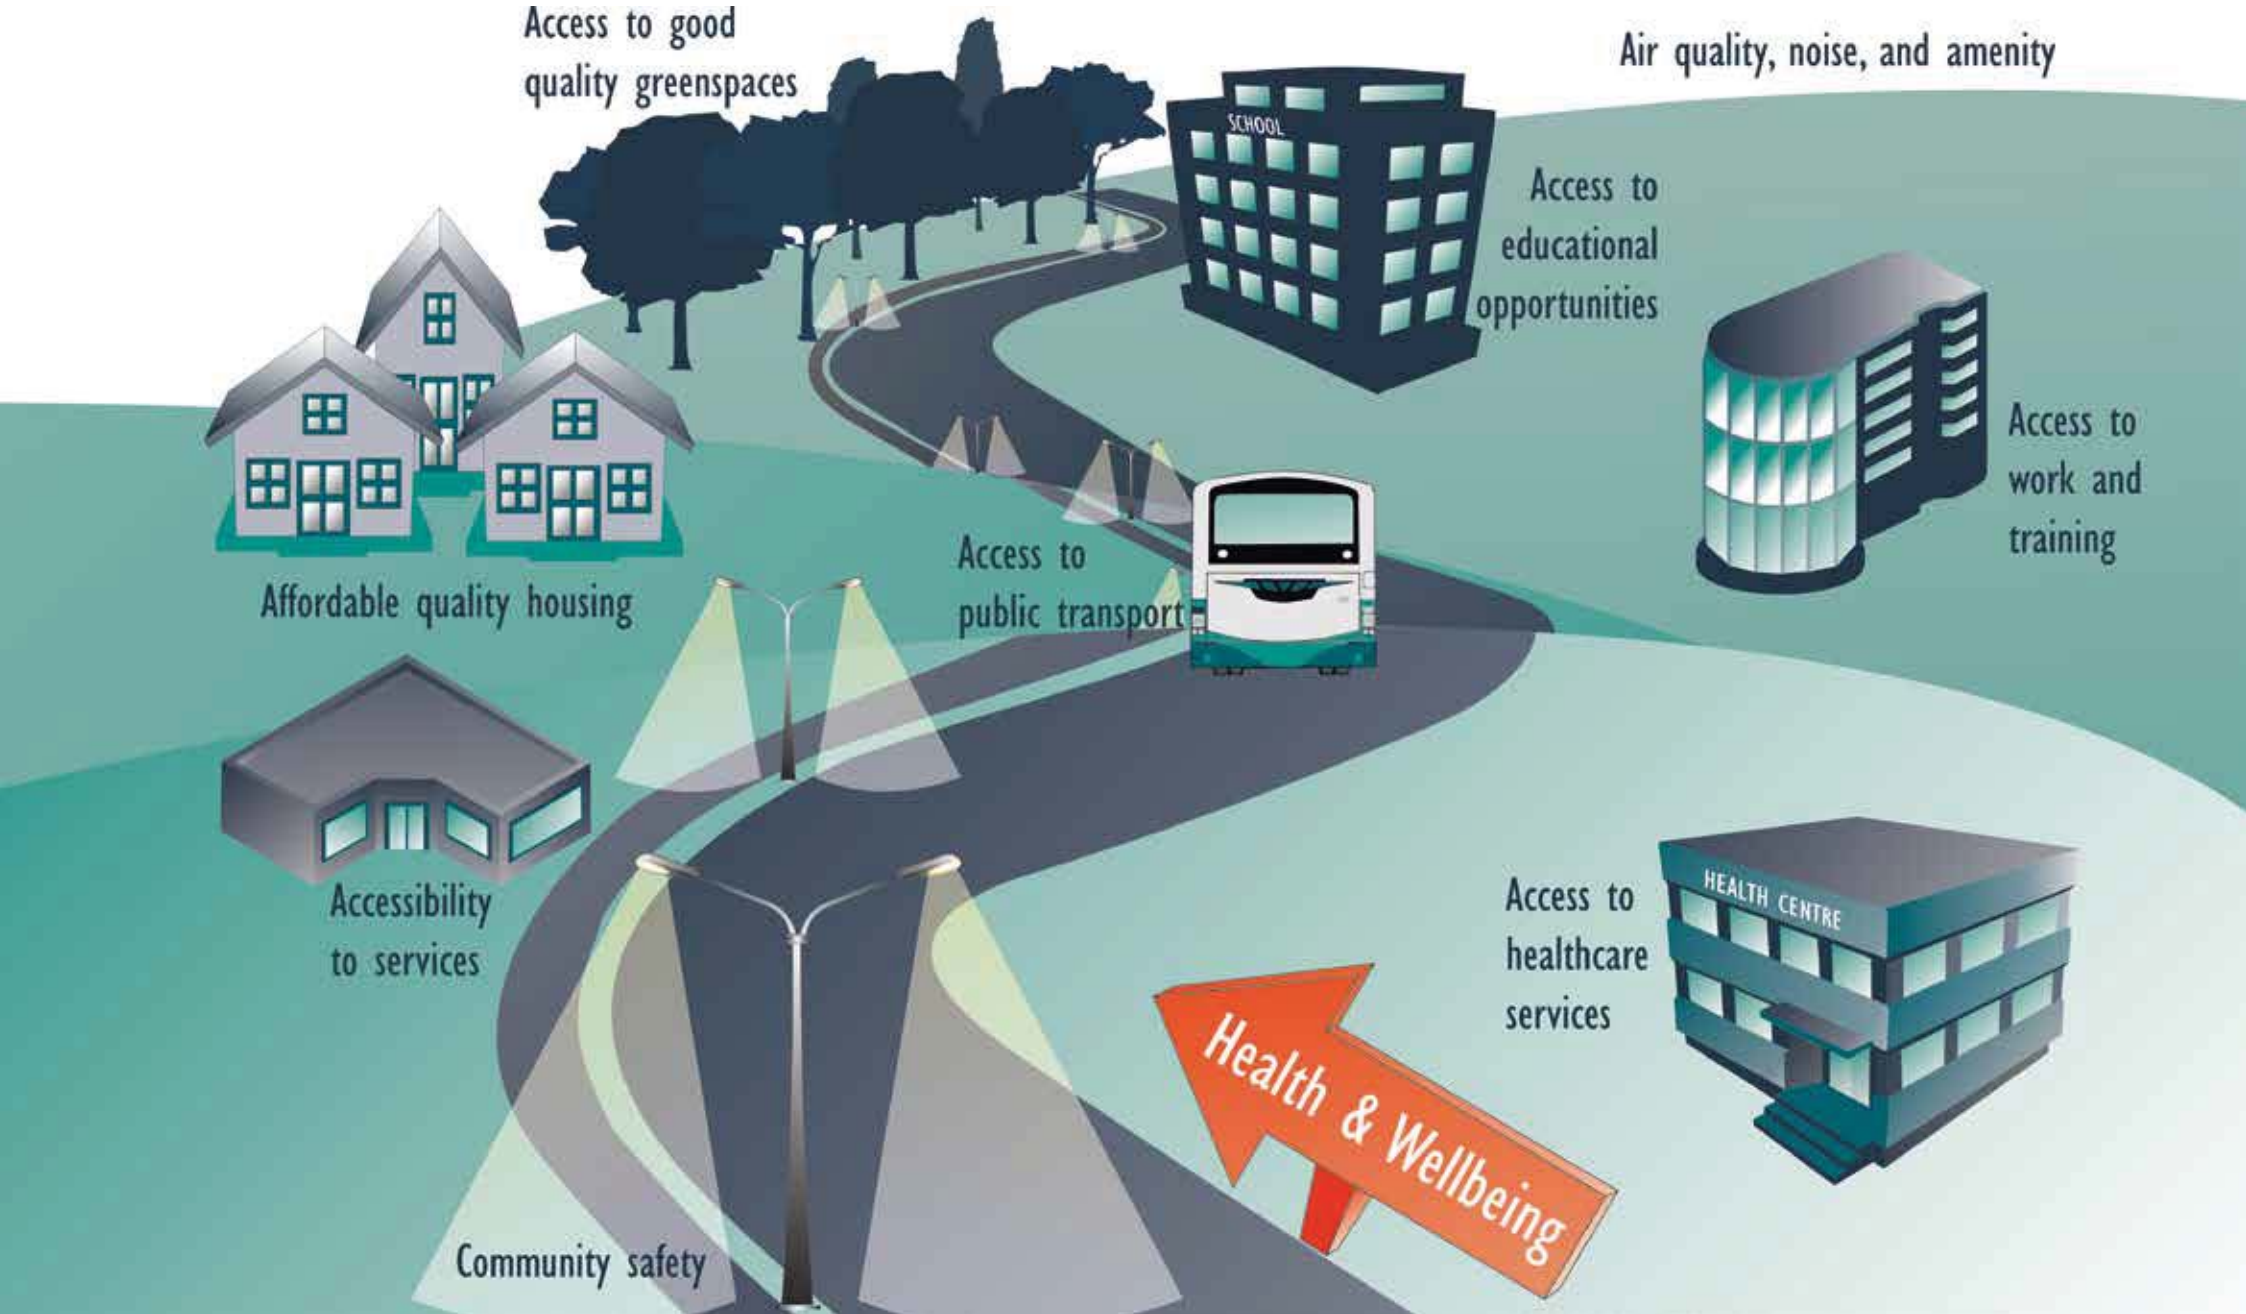 Access to good
quality greenspaces
Air quality, noise, and amenity
SCHOOL
Access to
educational
opportunities
Access to
work and
training
Affordable quality housing
Access to
public transport
Accessibility
to services
Access to
healthcare
services
HEALTH CENTRE
Health & Wellbeing
Community safety